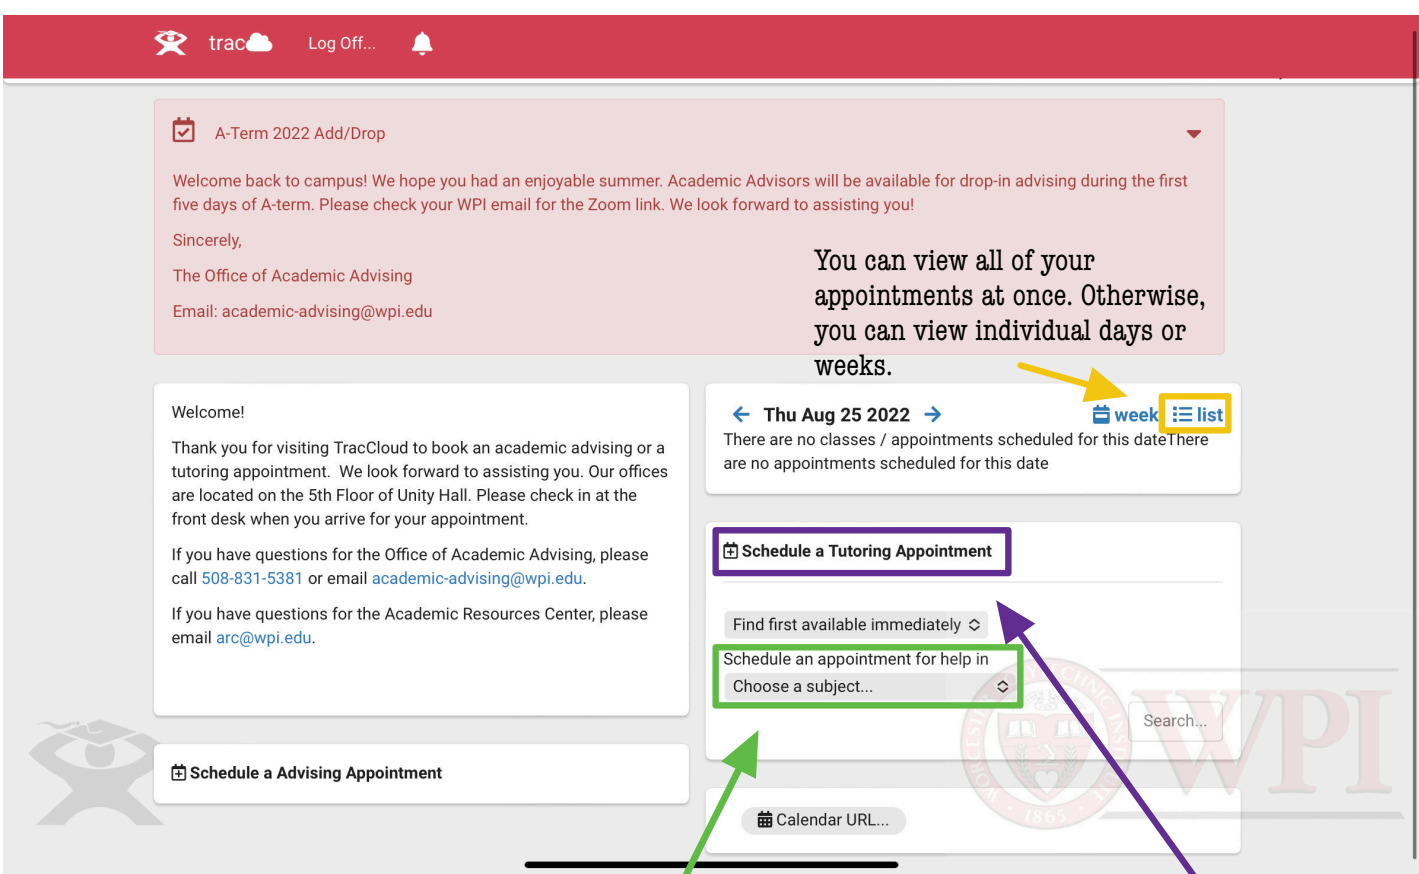 trac
Log Off...
A-Term 2022 Add/Drop
Welcome back to campus! We hope you had an enjoyable summer. Academic Advisors will be available for drop-in advising during the first
five days of A-term. Please check your WPI email for the Zoom link. We look forward to assisting you!
Sincerely,
The Office of Academic Advising
Email: academic-advising@wpi.edu
You can view all of your
appointments at once. Otherwise,
you can view individual days or
weeks.
Welcome!
Thank you for visiting TracCloud to book an academic advising or a
tutoring appointment. We look forward to assisting you. Our offices
are located on the 5th Floor of Unity Hall. Please check in at the
front desk when you arrive for your appointment.
If you have questions for the Office of Academic Advising, please
call 508-831-5381 or email academic-advising@wpi.edu.
If you have questions for the Academic Resources Center, please
email arc@wpi.edu.
Schedule a Advising Appointment
Thu Aug 25 2022
week
list
There are no classes / appointments scheduled for this dateThere
are no appointments scheduled for this date
Schedule a Tutoring Appointment
Find first available immediately
Schedule an appointment for help in
Choose a subject...
Search...
Calendar URL...
WPI
1865